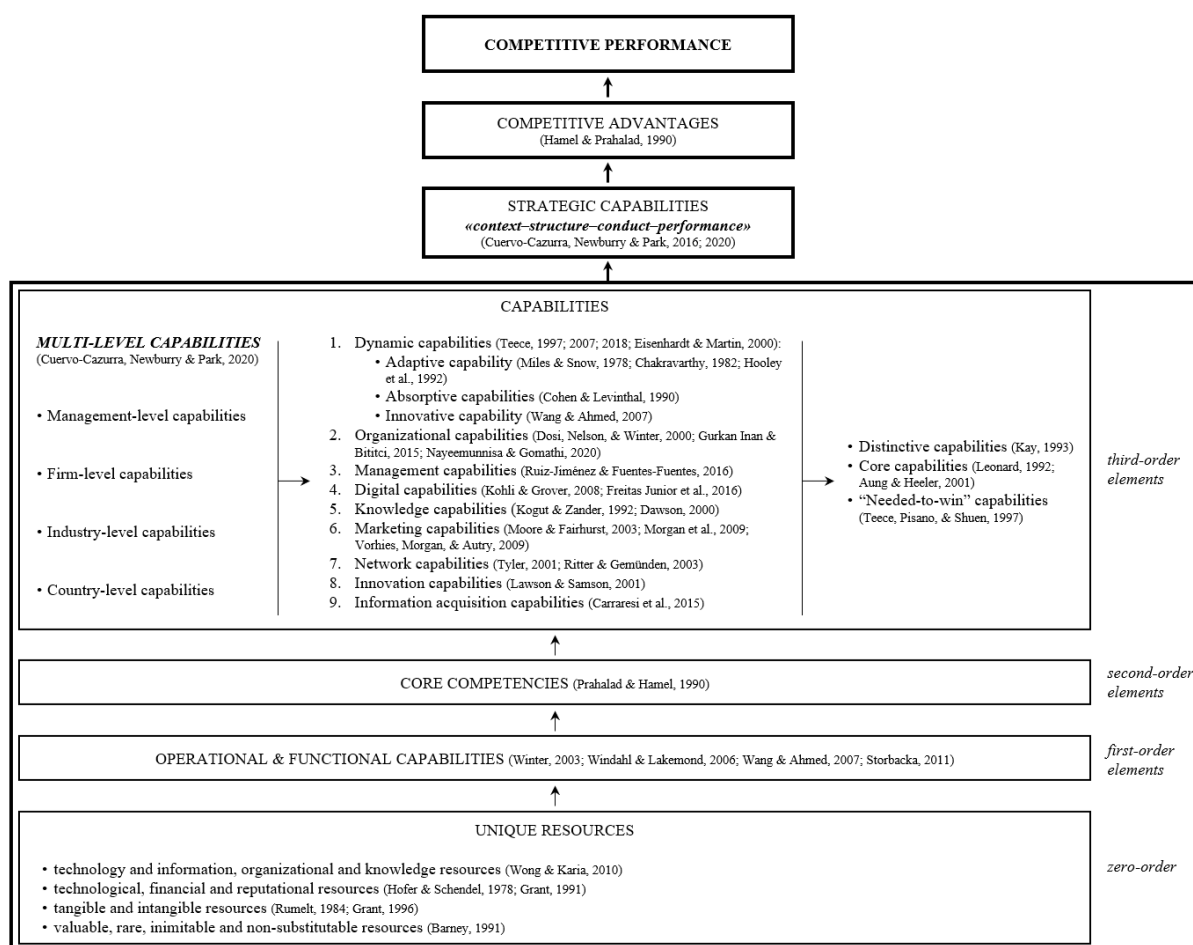 COMPETITIVE PERFORMANCE
COMPETITIVE ADVANTAGES
(Hamel & Prahalad, 1990)
STRATEGIC CAPABILITIES
«context–structure–conduct–performance»
(Cuervo-Cazurra, Newburry & Park, 2016; 2020)
CAPABILITIES
MULTI-LEVEL CAPABILITIES
(Cuervo-Cazurra, Newburry & Park, 2020)
• Management-level capabilities
• Firm-level capabilities
• Industry-level capabilities
• Country-level capabilities
1. Dynamic capabilities (Teece, 1997; 2007; 2018; Eisenhardt & Martin, 2000):
• Adaptive capability (Miles & Snow, 1978; Chakravarthy, 1982; Hooley
et al., 1992)
• Absorptive capabilities (Cohen & Levinthal, 1990)
• Innovative capability (Wang & Ahmed, 2007)
2. Organizational capabilities (Dosi, Nelson, & Winter, 2000; Gurkan Inan &
Bititci, 2015; Nayeemunnisa & Gomathi, 2020)
3. Management capabilities (Ruiz-Jiménez & Fuentes-Fuentes, 2016)
4. Digital capabilities (Kohli & Grover, 2008; Freitas Junior et al., 2016)
5. Knowledge capabilities (Kogut & Zander, 1992; Dawson, 2000)
6. Marketing capabilities (Moore & Fairhurst, 2003; Morgan et al., 2009;
Vorhies, Morgan, & Autry, 2009)
7. Network capabilities (Tyler, 2001; Ritter & Gemünden, 2003)
8. Innovation capabilities (Lawson & Samson, 2001)
9. Information acquisition capabilities (Carraresi et al., 2015)
• Distinctive capabilities (Kay, 1993)
• Core capabilities (Leonard, 1992;
Aung & Heeler, 2001)
• “Needed-to-win” capabilities
(Teece, Pisano, & Shuen, 1997)
third-order
elements
CORE COMPETENCIES (Prahalad & Hamel, 1990)
second-order
elements
OPERATIONAL & FUNCTIONAL CAPABILITIES (Winter, 2003; Windahl & Lakemond, 2006; Wang & Ahmed, 2007; Storbacka, 2011)
first-order
elements
UNIQUE RESOURCES
• technology and information, organizational and knowledge resources (Wong & Karia, 2010)
• technological, financial and reputational resources (Hofer & Schendel, 1978; Grant, 1991)
• tangible and intangible resources (Rumelt, 1984; Grant, 1996)
• valuable, rare, inimitable and non-substitutable resources (Barney, 1991)
zero-order